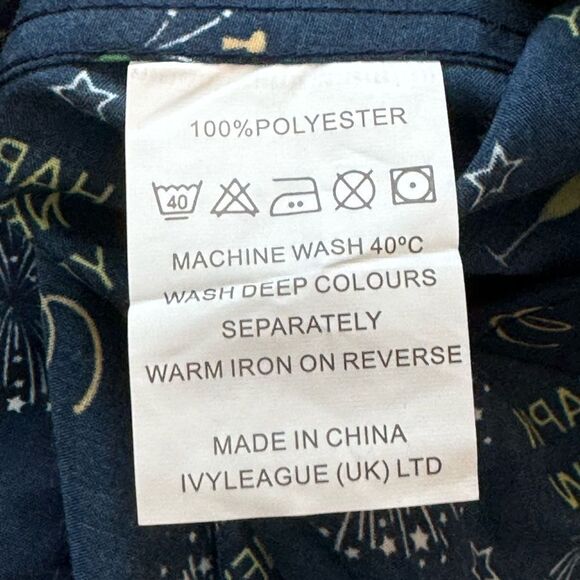 100%POLYESTER
40
MACHINE WASH 40ºC
WASH DEEP COLOURS
SEPARATELY
WARM IRON ON REVERSE
MADE IN CHINA
IVYLEAGUE (UK) LTD